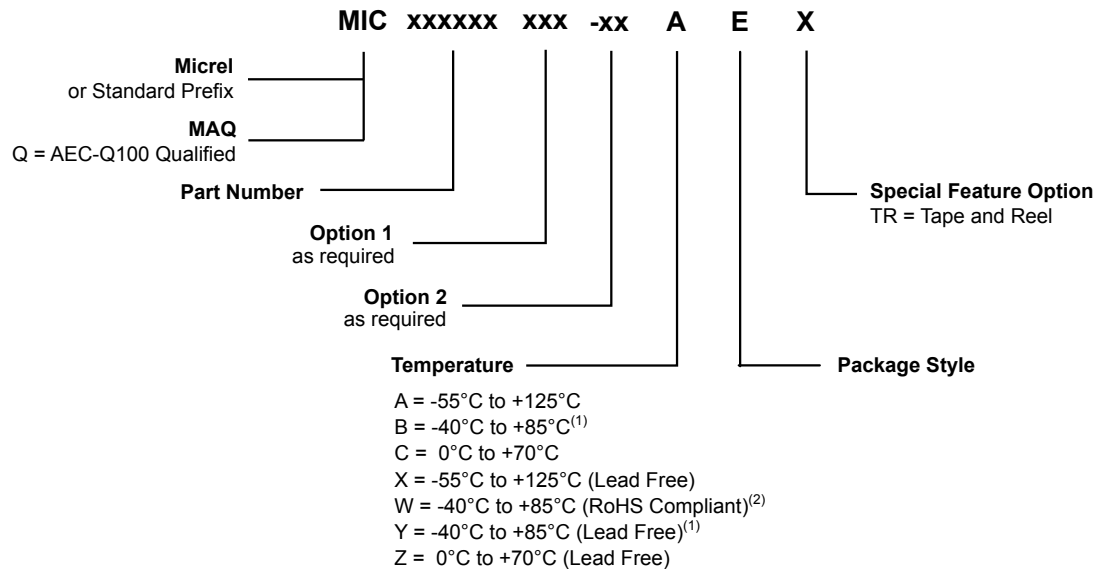 MIC xxxxxx xxx -xx A E X
Micrel
or Standard Prefix
MAQ
Q = AEC-Q100 Qualified
Part Number
Special Feature Option
TR = Tape and Reel
Option 1
as required
Option 2
as required
Temperature
Package Style
A = -55°C to +125°C
B = -40°C to +85°C(1)
C = 0°C to +70°C
X = -55°C to +125°C (Lead Free)
W = -40°C to +85°C (RoHS Compliant)(2)
Y = -40°C to +85°C (Lead Free)(1)
Z = 0°C to +70°C (Lead Free)